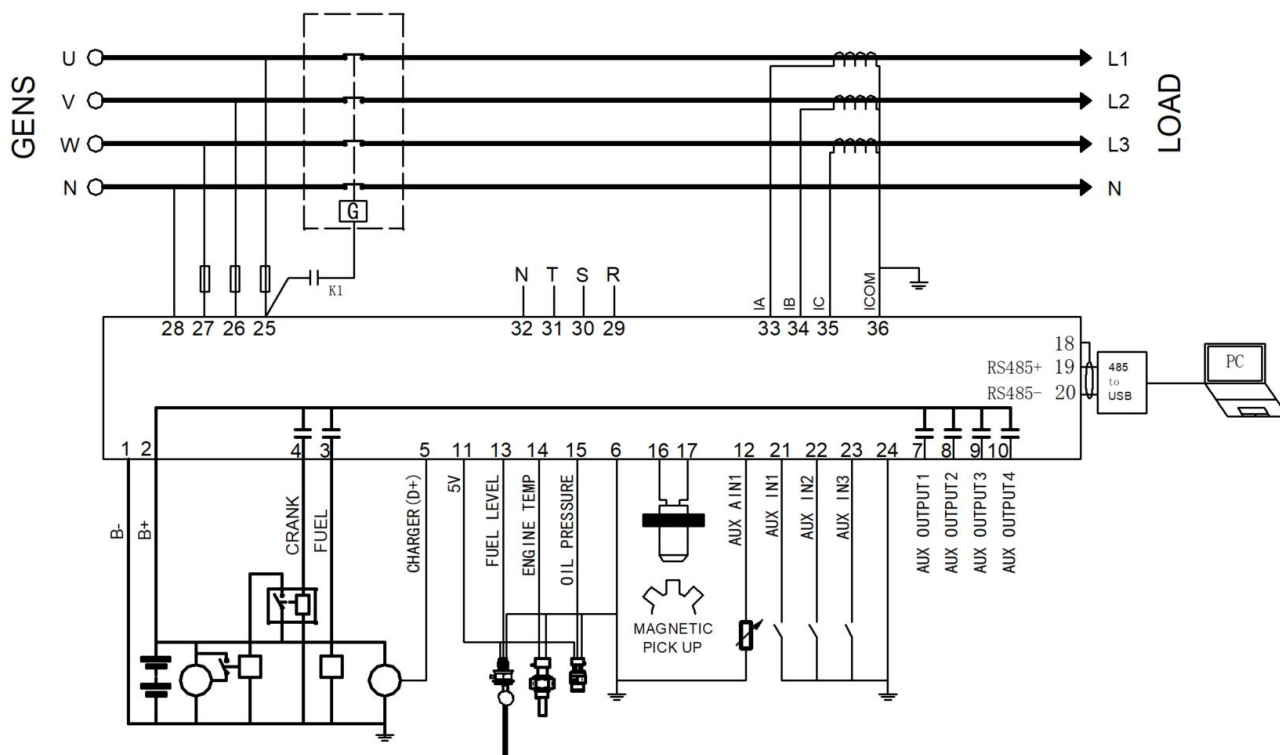 GENS
U
V
W
N
G
K1
L1
L2
L3
N
LOAD
N T S R
IA IB IC ICOM
28 27 26 25 32 31 30 29 33 34 35 36
18
RS485+ 19
RS485- 20
485
to
USB
PC
1 2 4 3 5 11 13 14 15 6 16 17 12 21 22 23 24 7 8 9 10
B-
B+
CRANK
FUEL
CHARGER(D+)
5V
FUEL LEVEL
ENGINE TEMP
OIL PRESSURE
MAGNETIC
PICK UP
AUX AIN1
AUX IN1
AUX IN2
AUX IN3
AUX OUTPUT1
AUX OUTPUT2
AUX OUTPUT3
AUX OUTPUT4